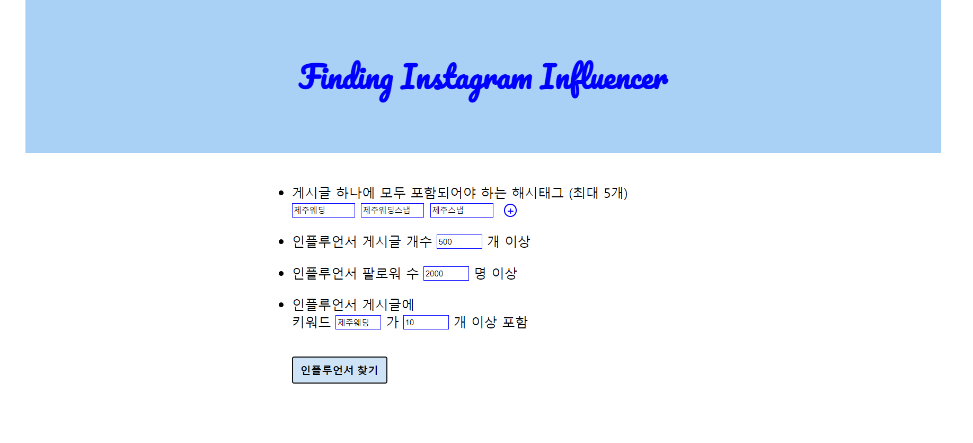 Finding Instagram Influencer
게시글 하나에 모두 포함되어야 하는 해시태그 (최대 5개)
제주웨딩 제주웨딩스냅 제주스냅 +
인플루언서 게시글 개수 500 개 이상
인플루언서 팔로워 수 2000 명 이상
인플루언서 게시글에
키워드 제주웨딩 가 10 개 이상 포함
인플루언서 찾기